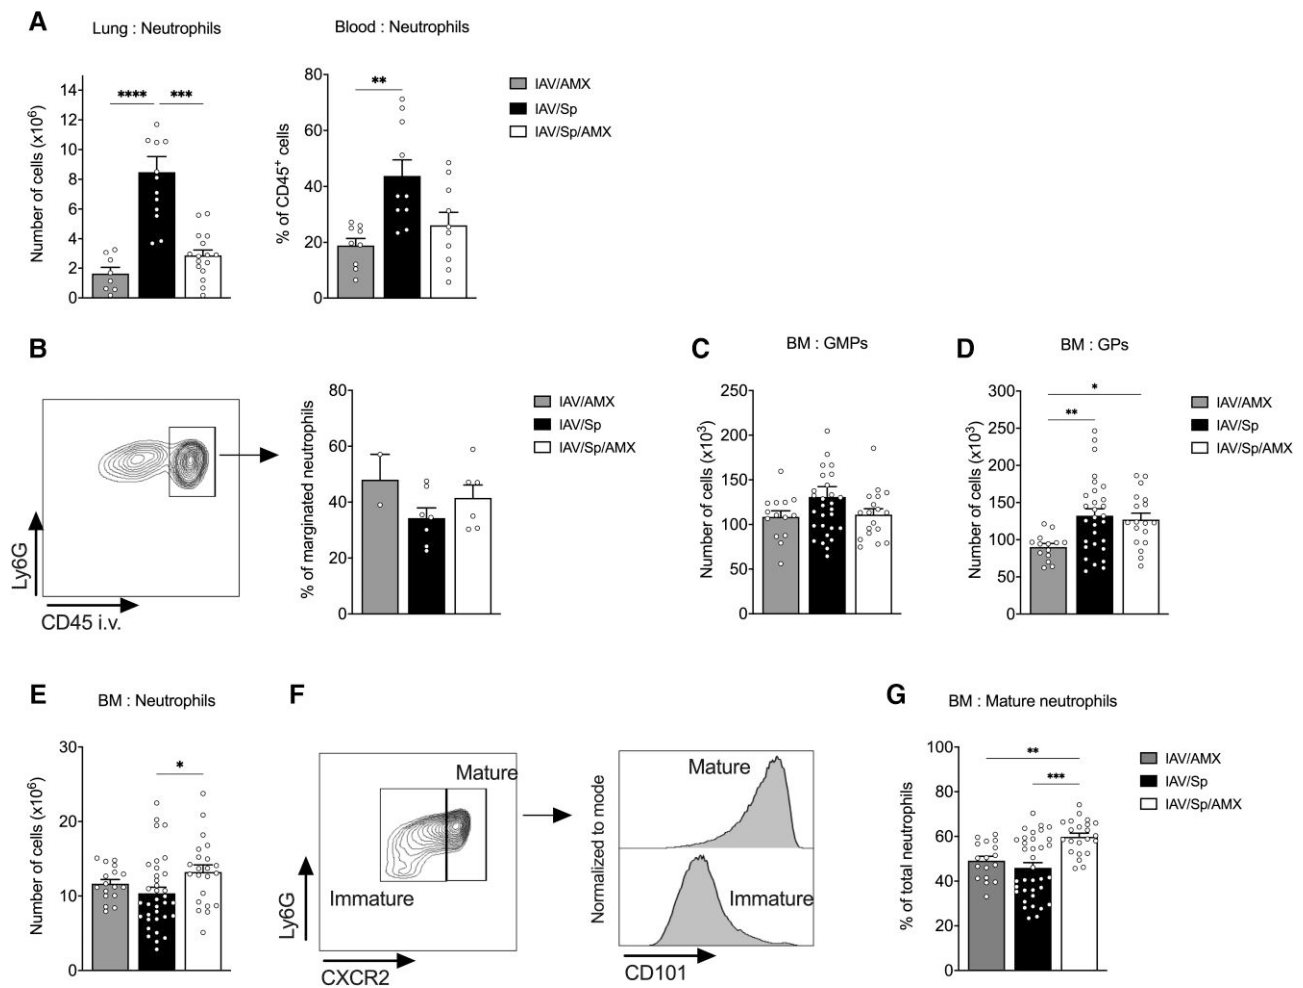 A
Lung : Neutrophils
Blood : Neutrophils
Number of cells (x10⁶)
14
12
10
8
6
4
2
0
****
***
% of CD45⁺ cells
80
60
40
20
0
**
IAV/AMX
IAV/Sp
IAV/Sp/AMX
B
Ly6G
CD45 i.v.
% of marginated neutrophils
80
60
40
20
0
IAV/AMX
IAV/Sp
IAV/Sp/AMX
C
BM : GMPs
Number of cells (x10³)
250
200
150
100
50
0
D
BM : GPs
Number of cells (x10³)
300
250
200
150
100
50
0
*
**
IAV/AMX
IAV/Sp
IAV/Sp/AMX
E
BM : Neutrophils
Number of cells (x10⁶)
30
20
10
0
*
F
Mature
Immature
Ly6G
CXCR2
Normalized to mode
Mature
Immature
CD101
G
BM : Mature neutrophils
% of total neutrophils
100
80
60
40
20
0
**
***
IAV/AMX
IAV/Sp
IAV/Sp/AMX